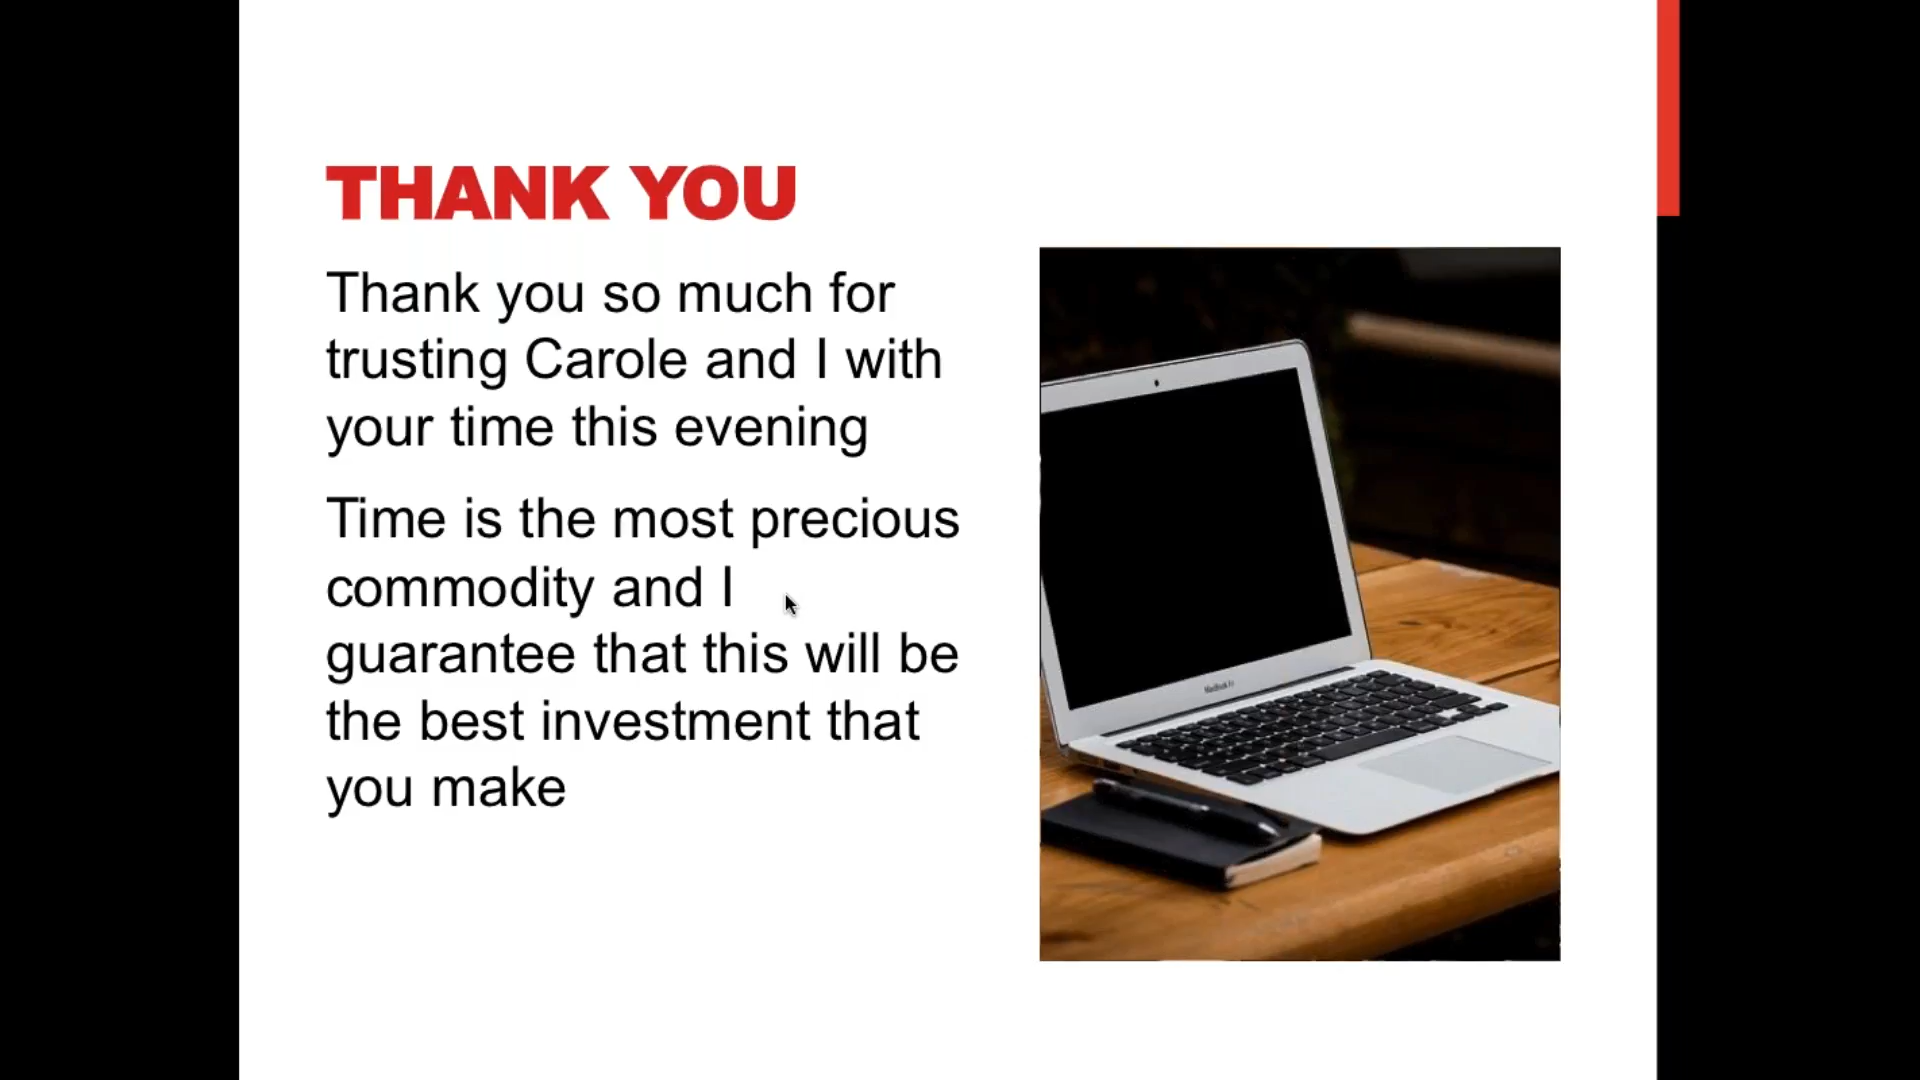 THANK YOU
Thank you so much for
trusting Carole and I with
your time this evening
Time is the most precious
commodity and I
guarantee that this will be
the best investment that
you make